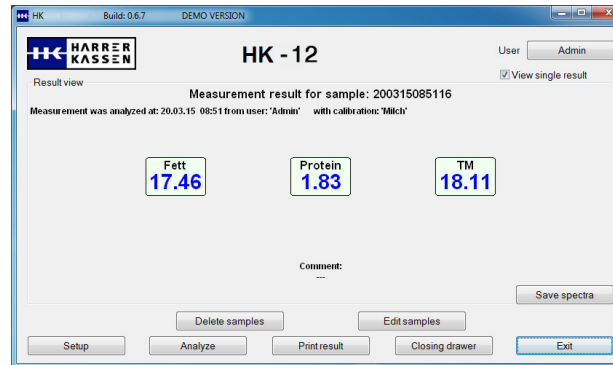 HK Build: 0.6.7 DEMO VERSION
HARRER KASSEN
HK - 12
User Admin
View single result
Result view
Measurement result for sample: 200315085116
Measurement was analyzed at: 20.03.15 08:51 from user: 'Admin' with calibration: 'Milch'
Fett Protein TM
17.46 1.83 18.11
Comment:
---
Save spectra
Delete samples Edit samples
Setup Analyze Print result Closing drawer Exit